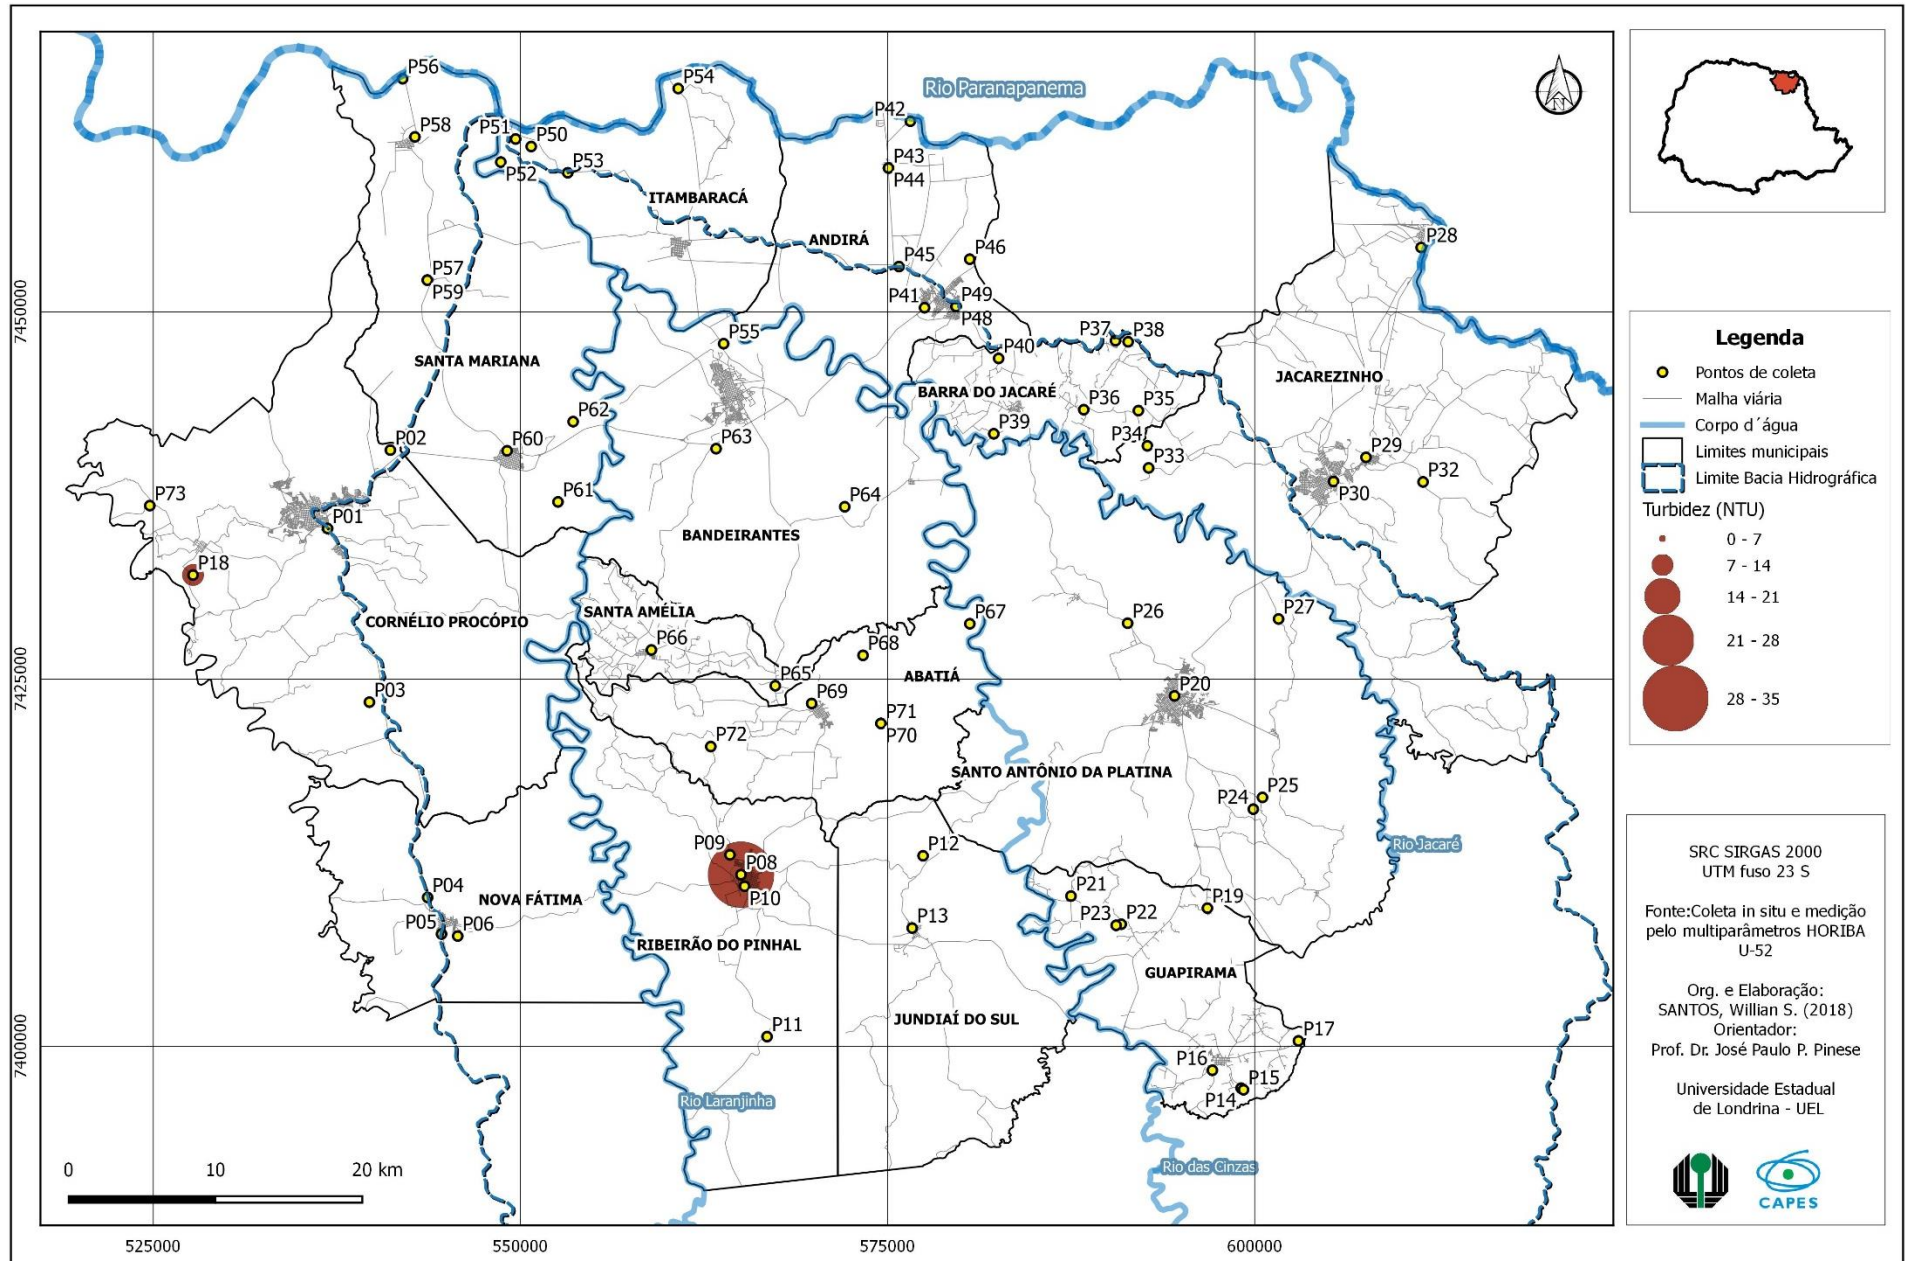 P56
P54
Rio Paranapanema
P42
P58
P51
P50
P52
P53
P43
P44
ITAMBARACÁ
ANDIRÁ
P28
P45
P46
P57
P59
P41
P49
P48
7450000
P55
P37
P38
P40
SANTA MARIANA
JACAREZINHO
BARRA DO JACARÉ
P36
P35
P62
P39
P02
P60
P63
P34
P33
P29
P32
P30
P73
P61
P64
P01
BANDEIRANTES
P18
SANTA AMÉLIA
P67
P26
P27
CORNÉLIO PROCÓPIO
P66
P68
P65
ABATIÁ
7425000
P03
P69
P20
P71
P70
P72
SANTO ANTÔNIO DA PLATINA
P25
P24
P09
P08
P12
Rio Jacaré
P04
NOVA FÁTIMA
P10
P21
P19
P05
P06
P13
P23
P22
RIBEIRÃO DO PINHAL
GUAPIRAMA
JUNDIAÍ DO SUL
P11
P17
7400000
P16
P15
P14
Rio Laranjinha
Rio das Cinzas
0 10 20 km
525000 550000 575000 600000
N
Legenda
Pontos de coleta
Malha viária
Corpo d´água
Limites municipais
Limite Bacia Hidrográfica
Turbidez (NTU)
0 - 7
7 - 14
14 - 21
21 - 28
28 - 35
SRC SIRGAS 2000
UTM fuso 23 S
Fonte:Coleta in situ e medição
pelo multiparâmetros HORIBA
U-52
Org. e Elaboração:
SANTOS, Willian S. (2018)
Orientador:
Prof. Dr. José Paulo P. Pinese
Universidade Estadual
de Londrina - UEL
CAPES